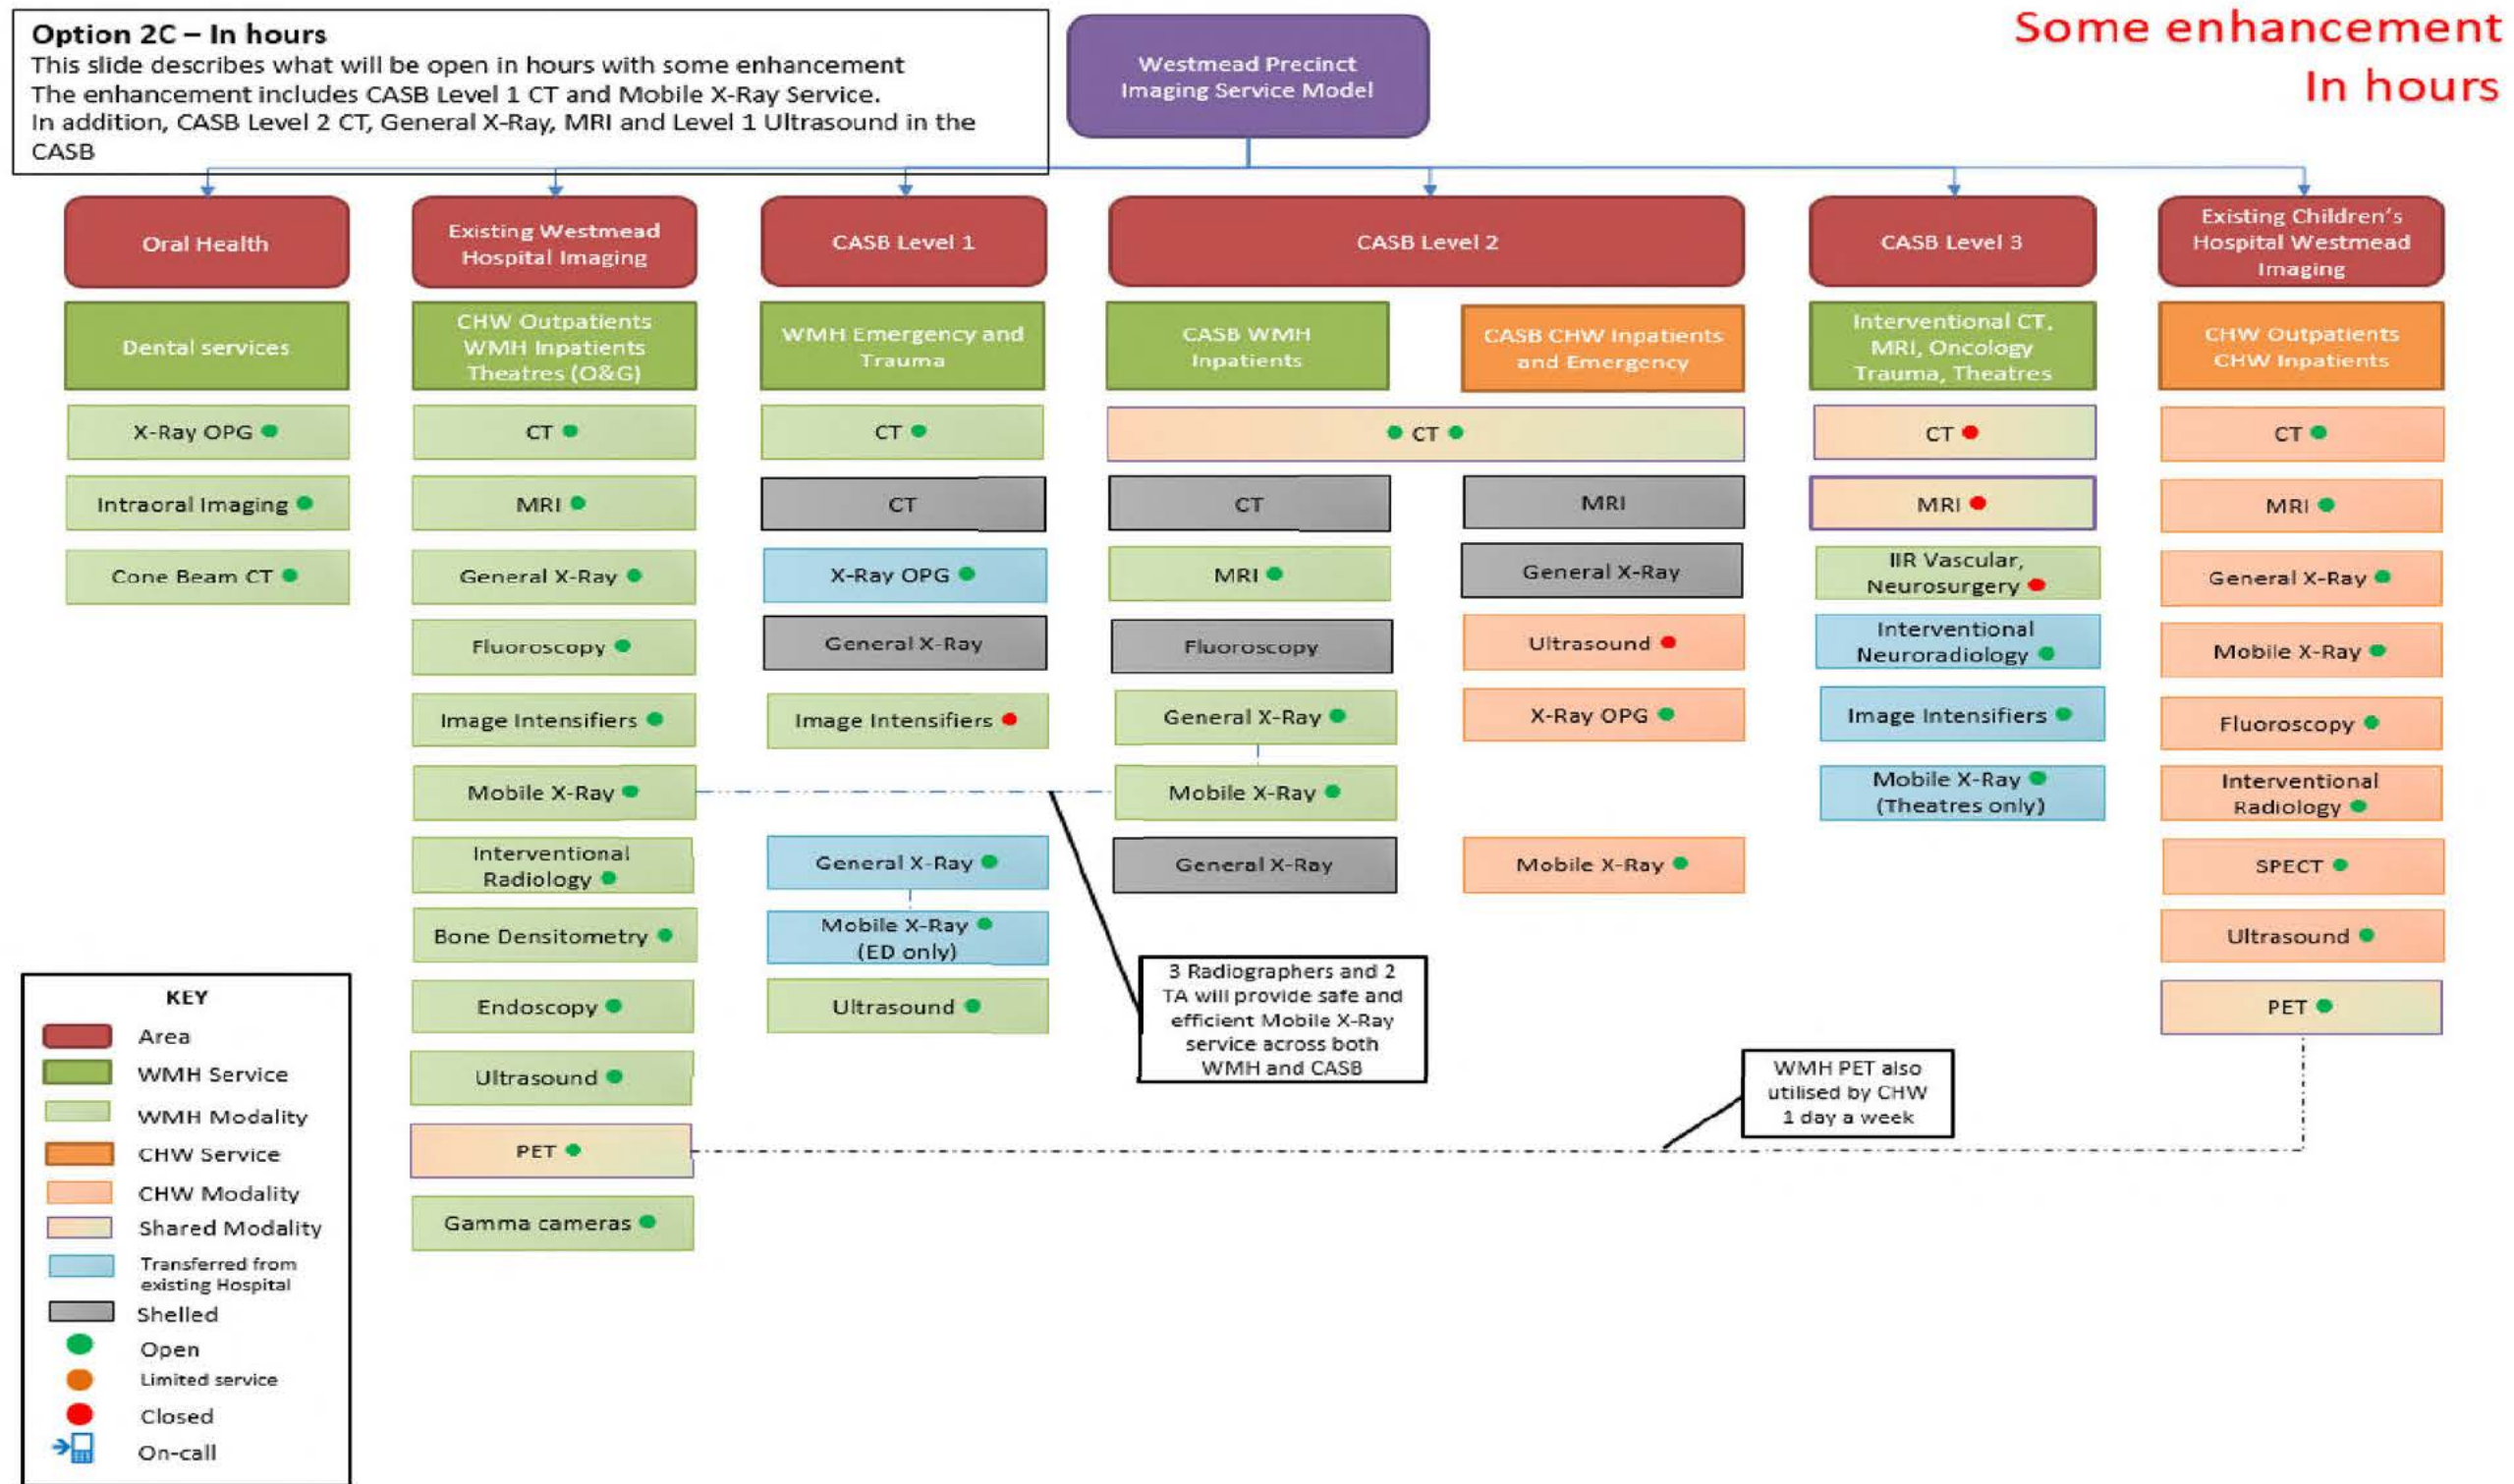 Option 2C – In hours
This slide describes what will be open in hours with some enhancement
The enhancement includes CASB Level 1 CT and Mobile X-Ray Service.
In addition, CASB Level 2 CT, General X-Ray, MRI and Level 1 Ultrasound in the
CASB
Westmead Precinct
Imaging Service Model
Some enhancement
In hours
Oral Health
Dental services
X-Ray OPG
Intraoral Imaging
Cone Beam CT
Existing Westmead
Hospital Imaging
CHW Outpatients
WMH Inpatients
Theatres (O&G)
CT
MRI
General X-Ray
Fluoroscopy
Image Intensifiers
Mobile X-Ray
Interventional
Radiology
Bone Densitometry
Endoscopy
Ultrasound
PET
Gamma cameras
CASB Level 1
WMH Emergency and
Trauma
CT
CT
X-Ray OPG
General X-Ray
Image Intensifiers
General X-Ray
Mobile X-Ray
(ED only)
Ultrasound
CASB Level 2
CASB WMH
Inpatients
CASB CHW Inpatients
and Emergency
CT
CT
MRI
Fluoroscopy
General X-Ray
Mobile X-Ray
General X-Ray
MRI
General X-Ray
Ultrasound
X-Ray OPG
Mobile X-Ray
3 Radiographers and 2
TA will provide safe and
efficient Mobile X-Ray
service across both
WMH and CASB
CASB Level 3
Interventional CT,
MRI, Oncology
Trauma, Theatres
CT
MRI
IIR Vascular,
Neurosurgery
Interventional
Neuroradiology
Image Intensifiers
Mobile X-Ray
(Theatres only)
Existing Children's
Hospital Westmead
Imaging
CHW Outpatients
CHW Inpatients
CT
MRI
General X-Ray
Mobile X-Ray
Fluoroscopy
Interventional
Radiology
SPECT
Ultrasound
PET
WMH PET also
utilised by CHW
1 day a week
KEY
Area
WMH Service
WMH Modality
CHW Service
CHW Modality
Shared Modality
Transferred from
existing Hospital
Shelled
Open
Limited service
Closed
On-call